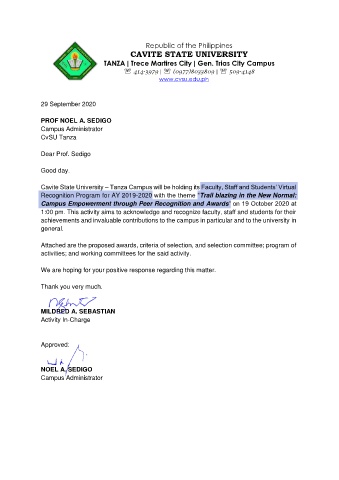 Republic of the Philippines
CAVITE STATE UNIVERSITY
TANZA | Trece Martires City | Gen. Trias City Campus
☏ 414-3979 | ☏ (0977)8035809 | ☏ 509-4148
www.cvsu.edu.ph
29 September 2020
PROF NOEL A. SEDIGO
Campus Administrator
CvSU Tanza
Dear Prof. Sedigo
Good day.
Cavite State University – Tanza Campus will be holding its Faculty, Staff and Students' Virtual
Recognition Program for AY 2019-2020 with the theme "Trail blazing in the New Normal:
Campus Empowerment through Peer Recognition and Awards" on 19 October 2020 at
1:00 pm. This activity aims to acknowledge and recognize faculty, staff and students for their
achievements and invaluable contributions to the campus in particular and to the university in
general.
Attached are the proposed awards, criteria of selection, and selection committee; program of
activities; and working committees for the said activity.
We are hoping for your positive response regarding this matter.
Thank you very much.
MILDRED A. SEBASTIAN
Activity In-Charge
Approved:
NOEL A. SEDIGO
Campus Administrator